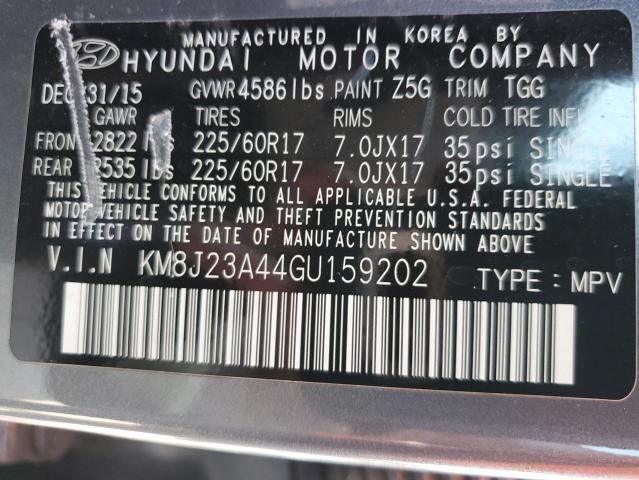 MANUFACTURED IN KOREA BY
HYUNDAI MOTOR COMPANY
DEC/31/15 GVWR 4586lbs PAINT Z5G TRIM TGG
GAWR TIRES RIMS COLD TIRE INFL
FRONT 2822 lbs 225/60R17 7.0JX17 35psi SINGLE
REAR 2535 lbs 225/60R17 7.0JX17 35psi SINGLE
THIS VEHICLE CONFORMS TO ALL APPLICABLE U.S.A. FEDERAL
MOTOR VEHICLE SAFETY AND THEFT PREVENTION STANDARDS
IN EFFECT ON THE DATE OF MANUFACTURE SHOWN ABOVE
V.I.N KM8J23A44GU159202 TYPE : MPV